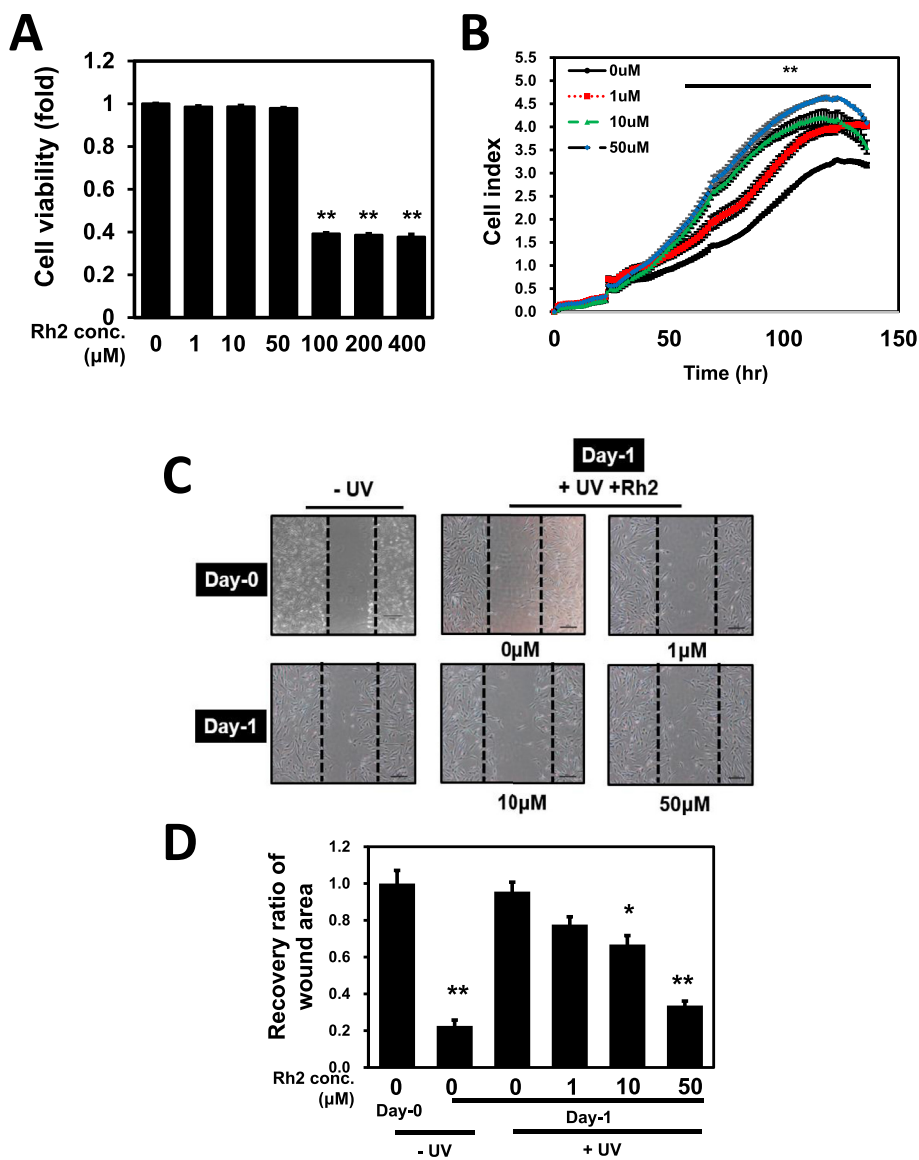 A
Cell viability (fold)
1.2
1
0.8
0.6
0.4
0.2
0
** ** **
Rh2 conc.
(µM)
0 1 10 50 100 200 400
B
Cell index
5.5
5.0
4.5
4.0
3.5
3.0
2.5
2.0
1.5
1.0
0.5
0.0
0uM
1uM
10uM
50uM
**
0 50 100 150
Time (hr)
C
Day-1
- UV
+ UV +Rh2
Day-0
0µM
1µM
Day-1
10µM
50µM
D
Recovery ratio of
wound area
1.2
1.0
0.8
0.6
0.4
0.2
0.0
** * **
Rh2 conc.
(µM)
0 0 0 1 10 50
Day-0
Day-1
- UV
+ UV